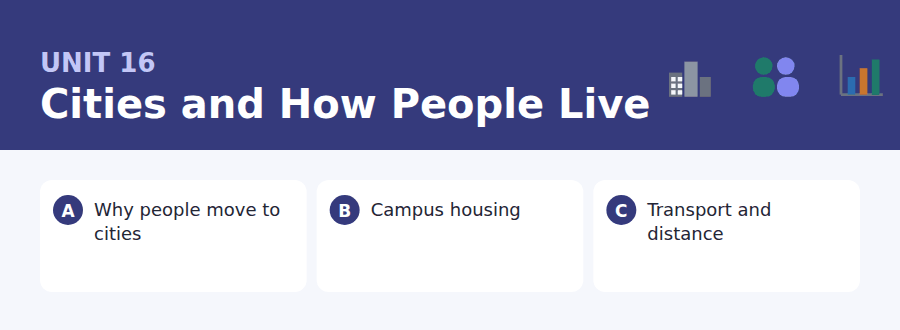 UNIT 16
Cities and How People Live
A Why people move to
cities
B Campus housing
C Transport and
distance